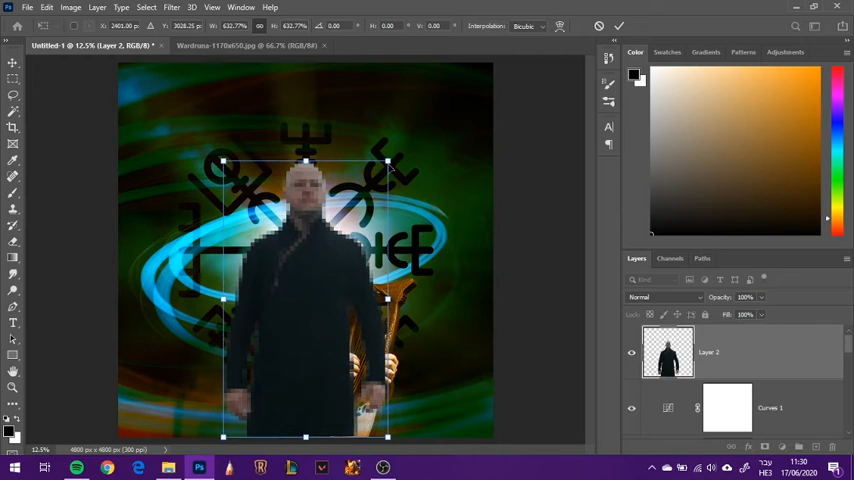 File Edit Image Layer Type Select Filter 3D View Window Help
X: 2401.00 px Y: 3028.25 px W: 632.77% H: 632.77% 0.00 ° H: 0.00 ° V: 0.00 ° Interpolation: Bicubic
Untitled-1 @ 12.5% (Layer 2, RGB/8) * × Wardruna-1170x650.jpg @ 66.7% (RGB/8#) ×
Color Swatches Gradients Patterns Adjustments
Layers Channels Paths
Kind
Normal Opacity: 100%
Lock: Fill: 100%
Layer 2
Curves 1
12.5% 4800 px x 4800 px (300 ppi)
עבר 11:30
HE3 17/06/2020